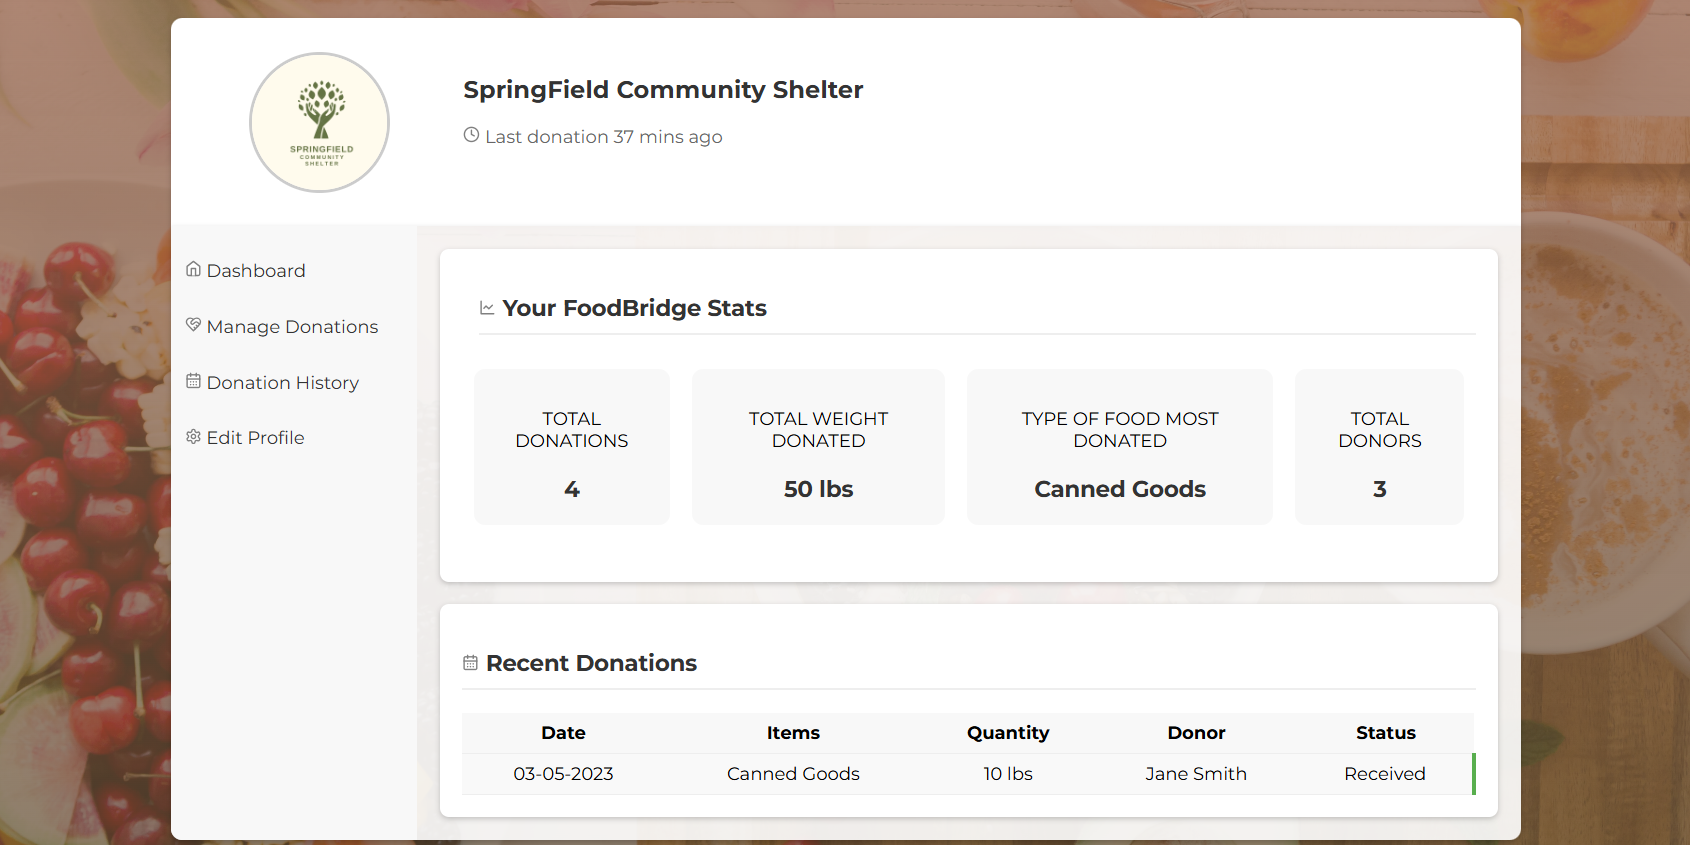 SPRINGFIELD
COMMUNITY
SHELTER
SpringField Community Shelter
Last donation 37 mins ago
Dashboard
Manage Donations
Donation History
Edit Profile
Your FoodBridge Stats
TOTAL
DONATIONS
4
TOTAL WEIGHT
DONATED
50 lbs
TYPE OF FOOD MOST
DONATED
Canned Goods
TOTAL
DONORS
3
Recent Donations
Date Items Quantity Donor Status
03-05-2023 Canned Goods 10 lbs Jane Smith Received